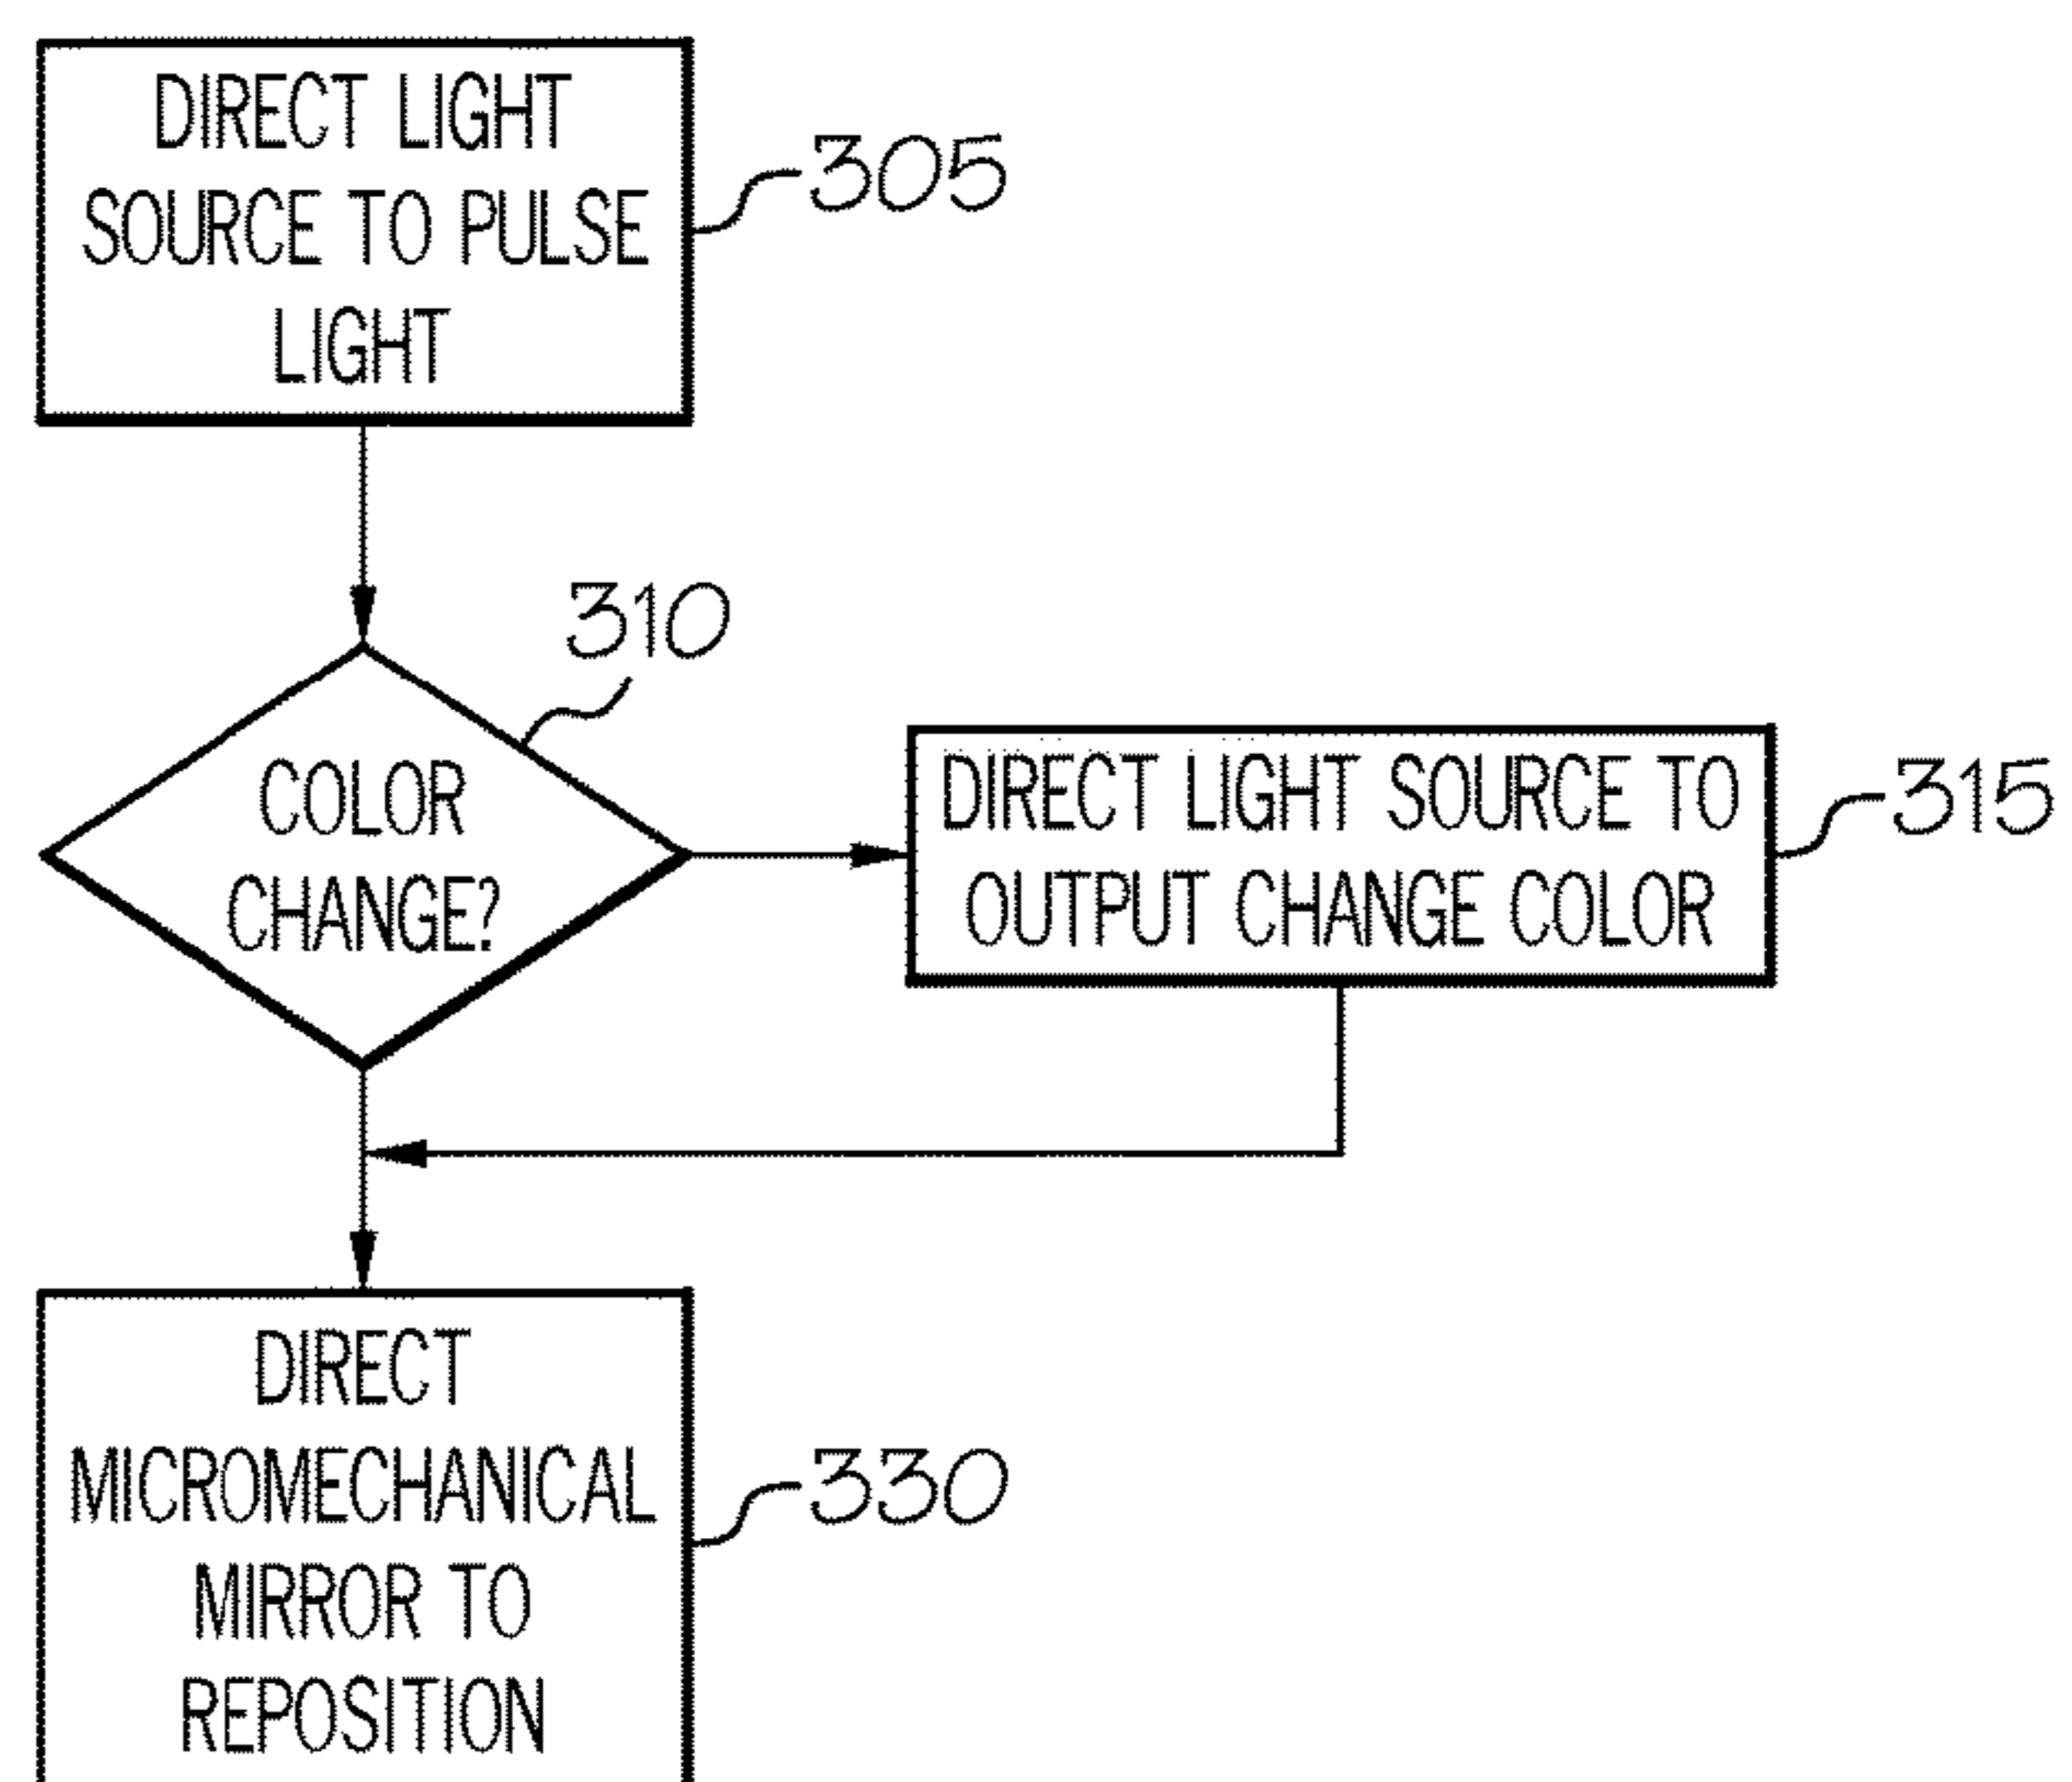 DIRECT LIGHT
SOURCE TO PULSE
LIGHT
305
310
COLOR
CHANGE?
DIRECT LIGHT SOURCE TO
OUTPUT CHANGE COLOR
315
DIRECT
MICROMECHANICAL
MIRROR TO
REPOSITION
330